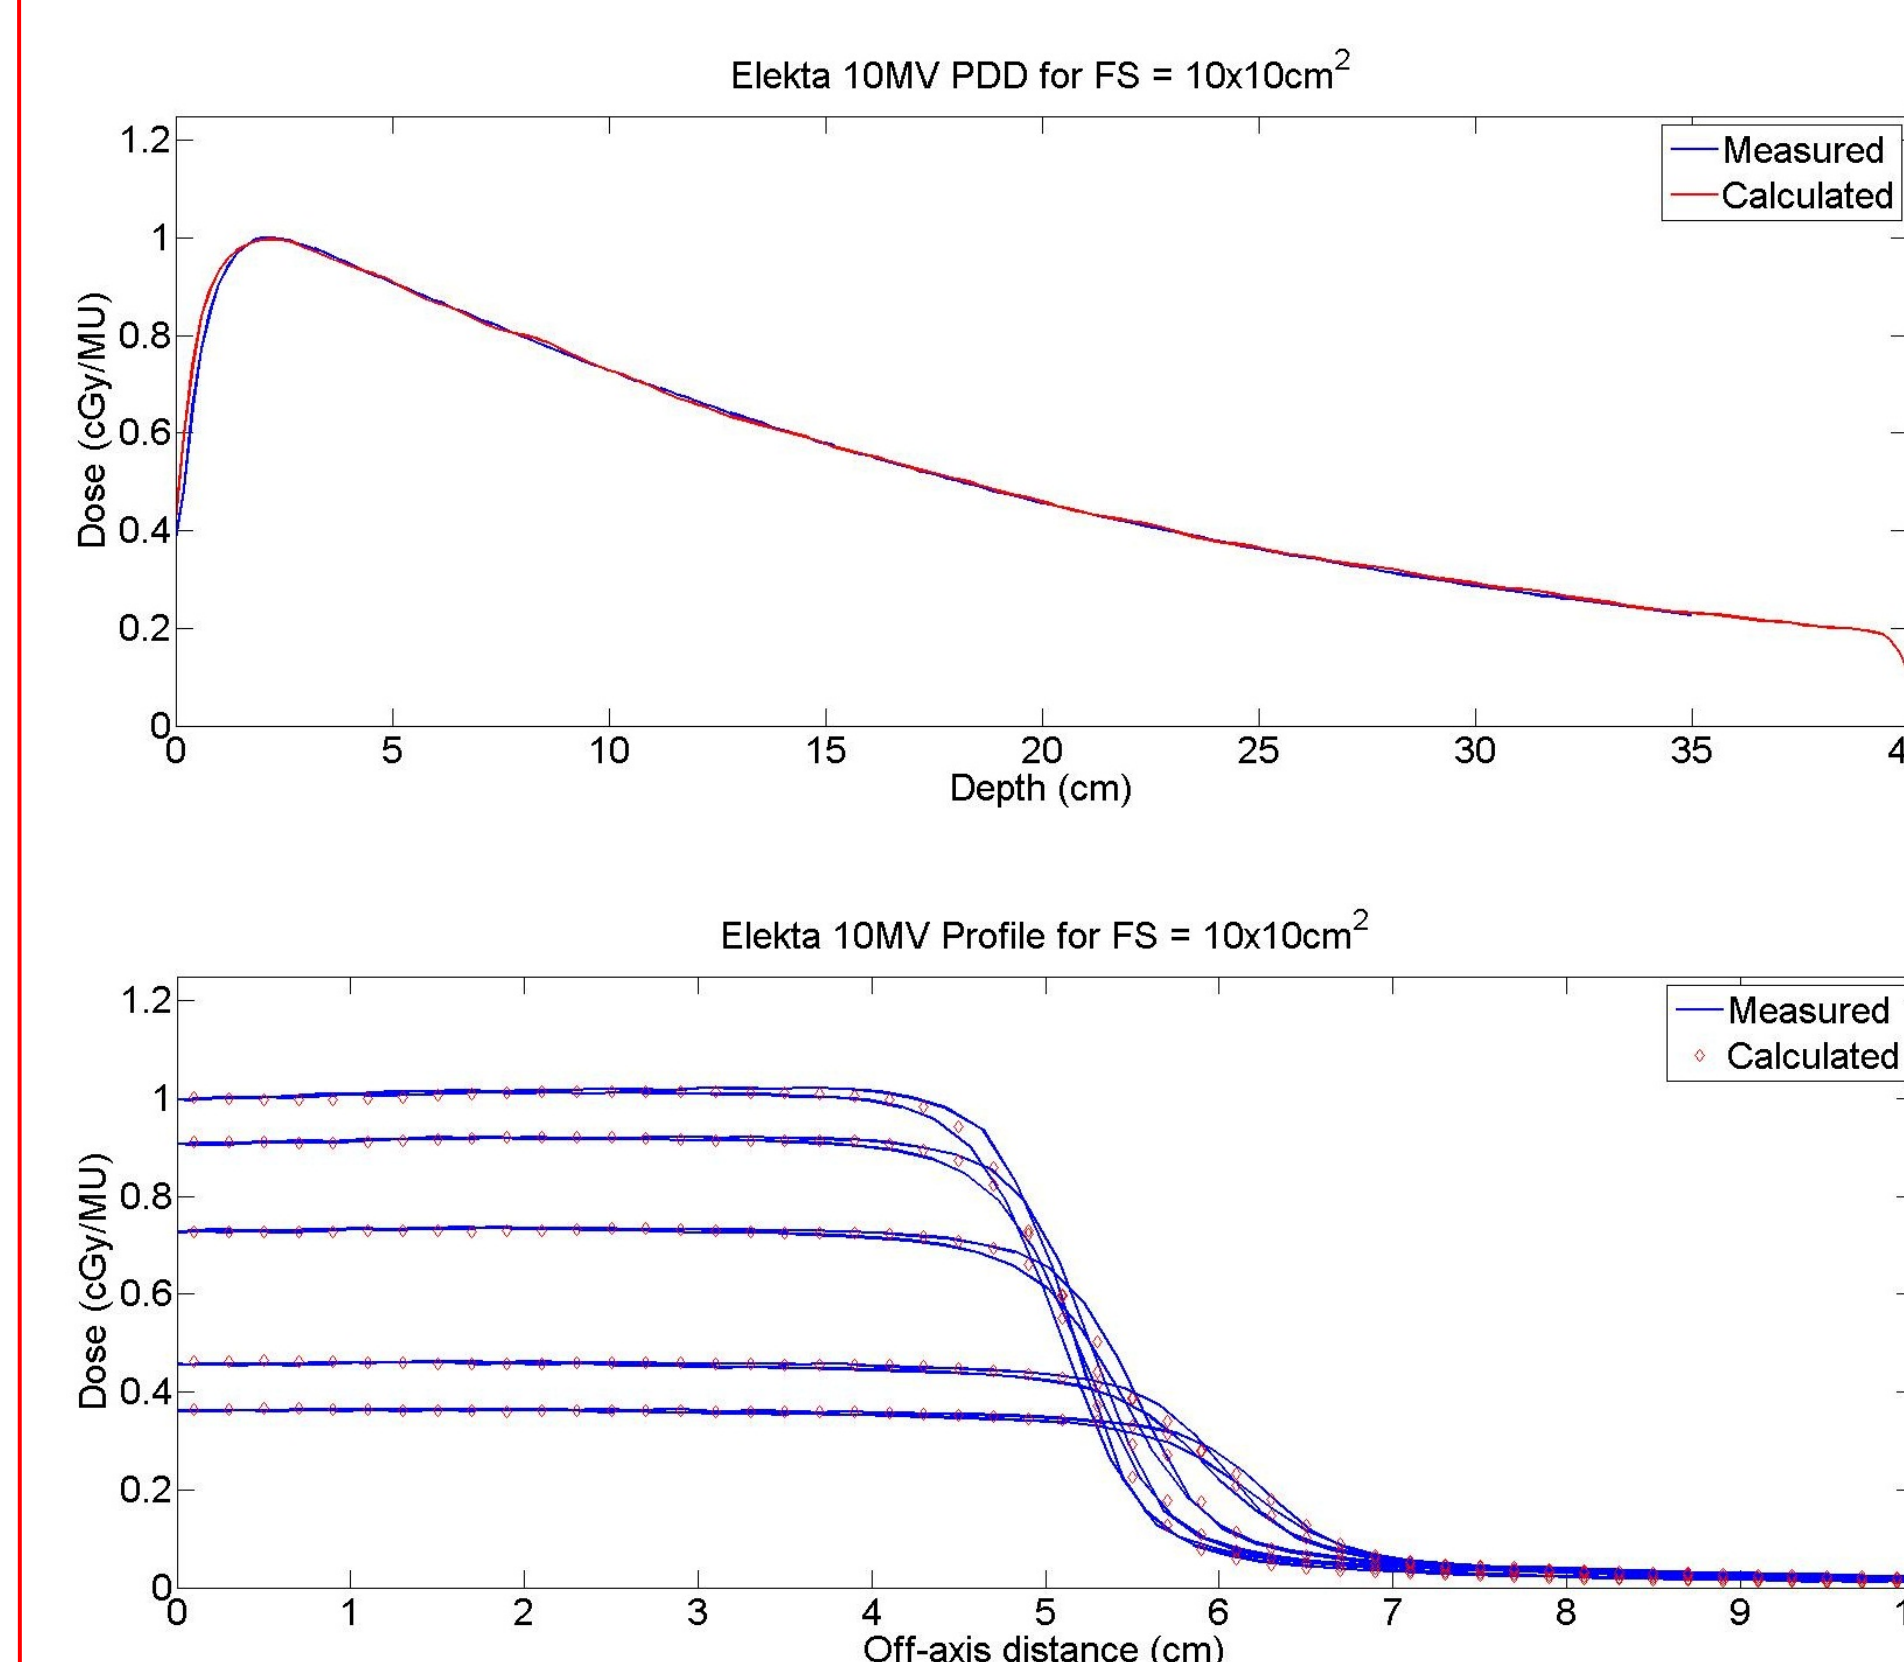 Elekta 10MV PDD for FS = 10x10cm²
1.2
1
0.8
0.6
0.4
0.2
0
Dose (cGy/MU)
Measured
Calculated
0 5 10 15 20 25 30 35 4
Depth (cm)
Elekta 10MV Profile for FS = 10x10cm²
1.2
1
0.8
0.6
0.4
0.2
0
Dose (cGy/MU)
Measured
Calculated
0 1 2 3 4 5 6 7 8 9 1
Off-axis distance (cm)